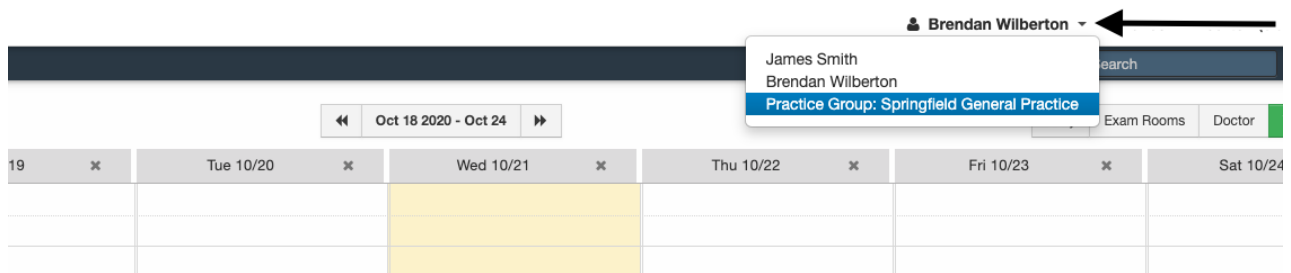 Brendan Wilberton
James Smith
Brendan Wilberton
Practice Group: Springfield General Practice
Oct 18 2020 - Oct 24
Exam Rooms
Doctor
19
Tue 10/20
Wed 10/21
Thu 10/22
Fri 10/23
Sat 10/24